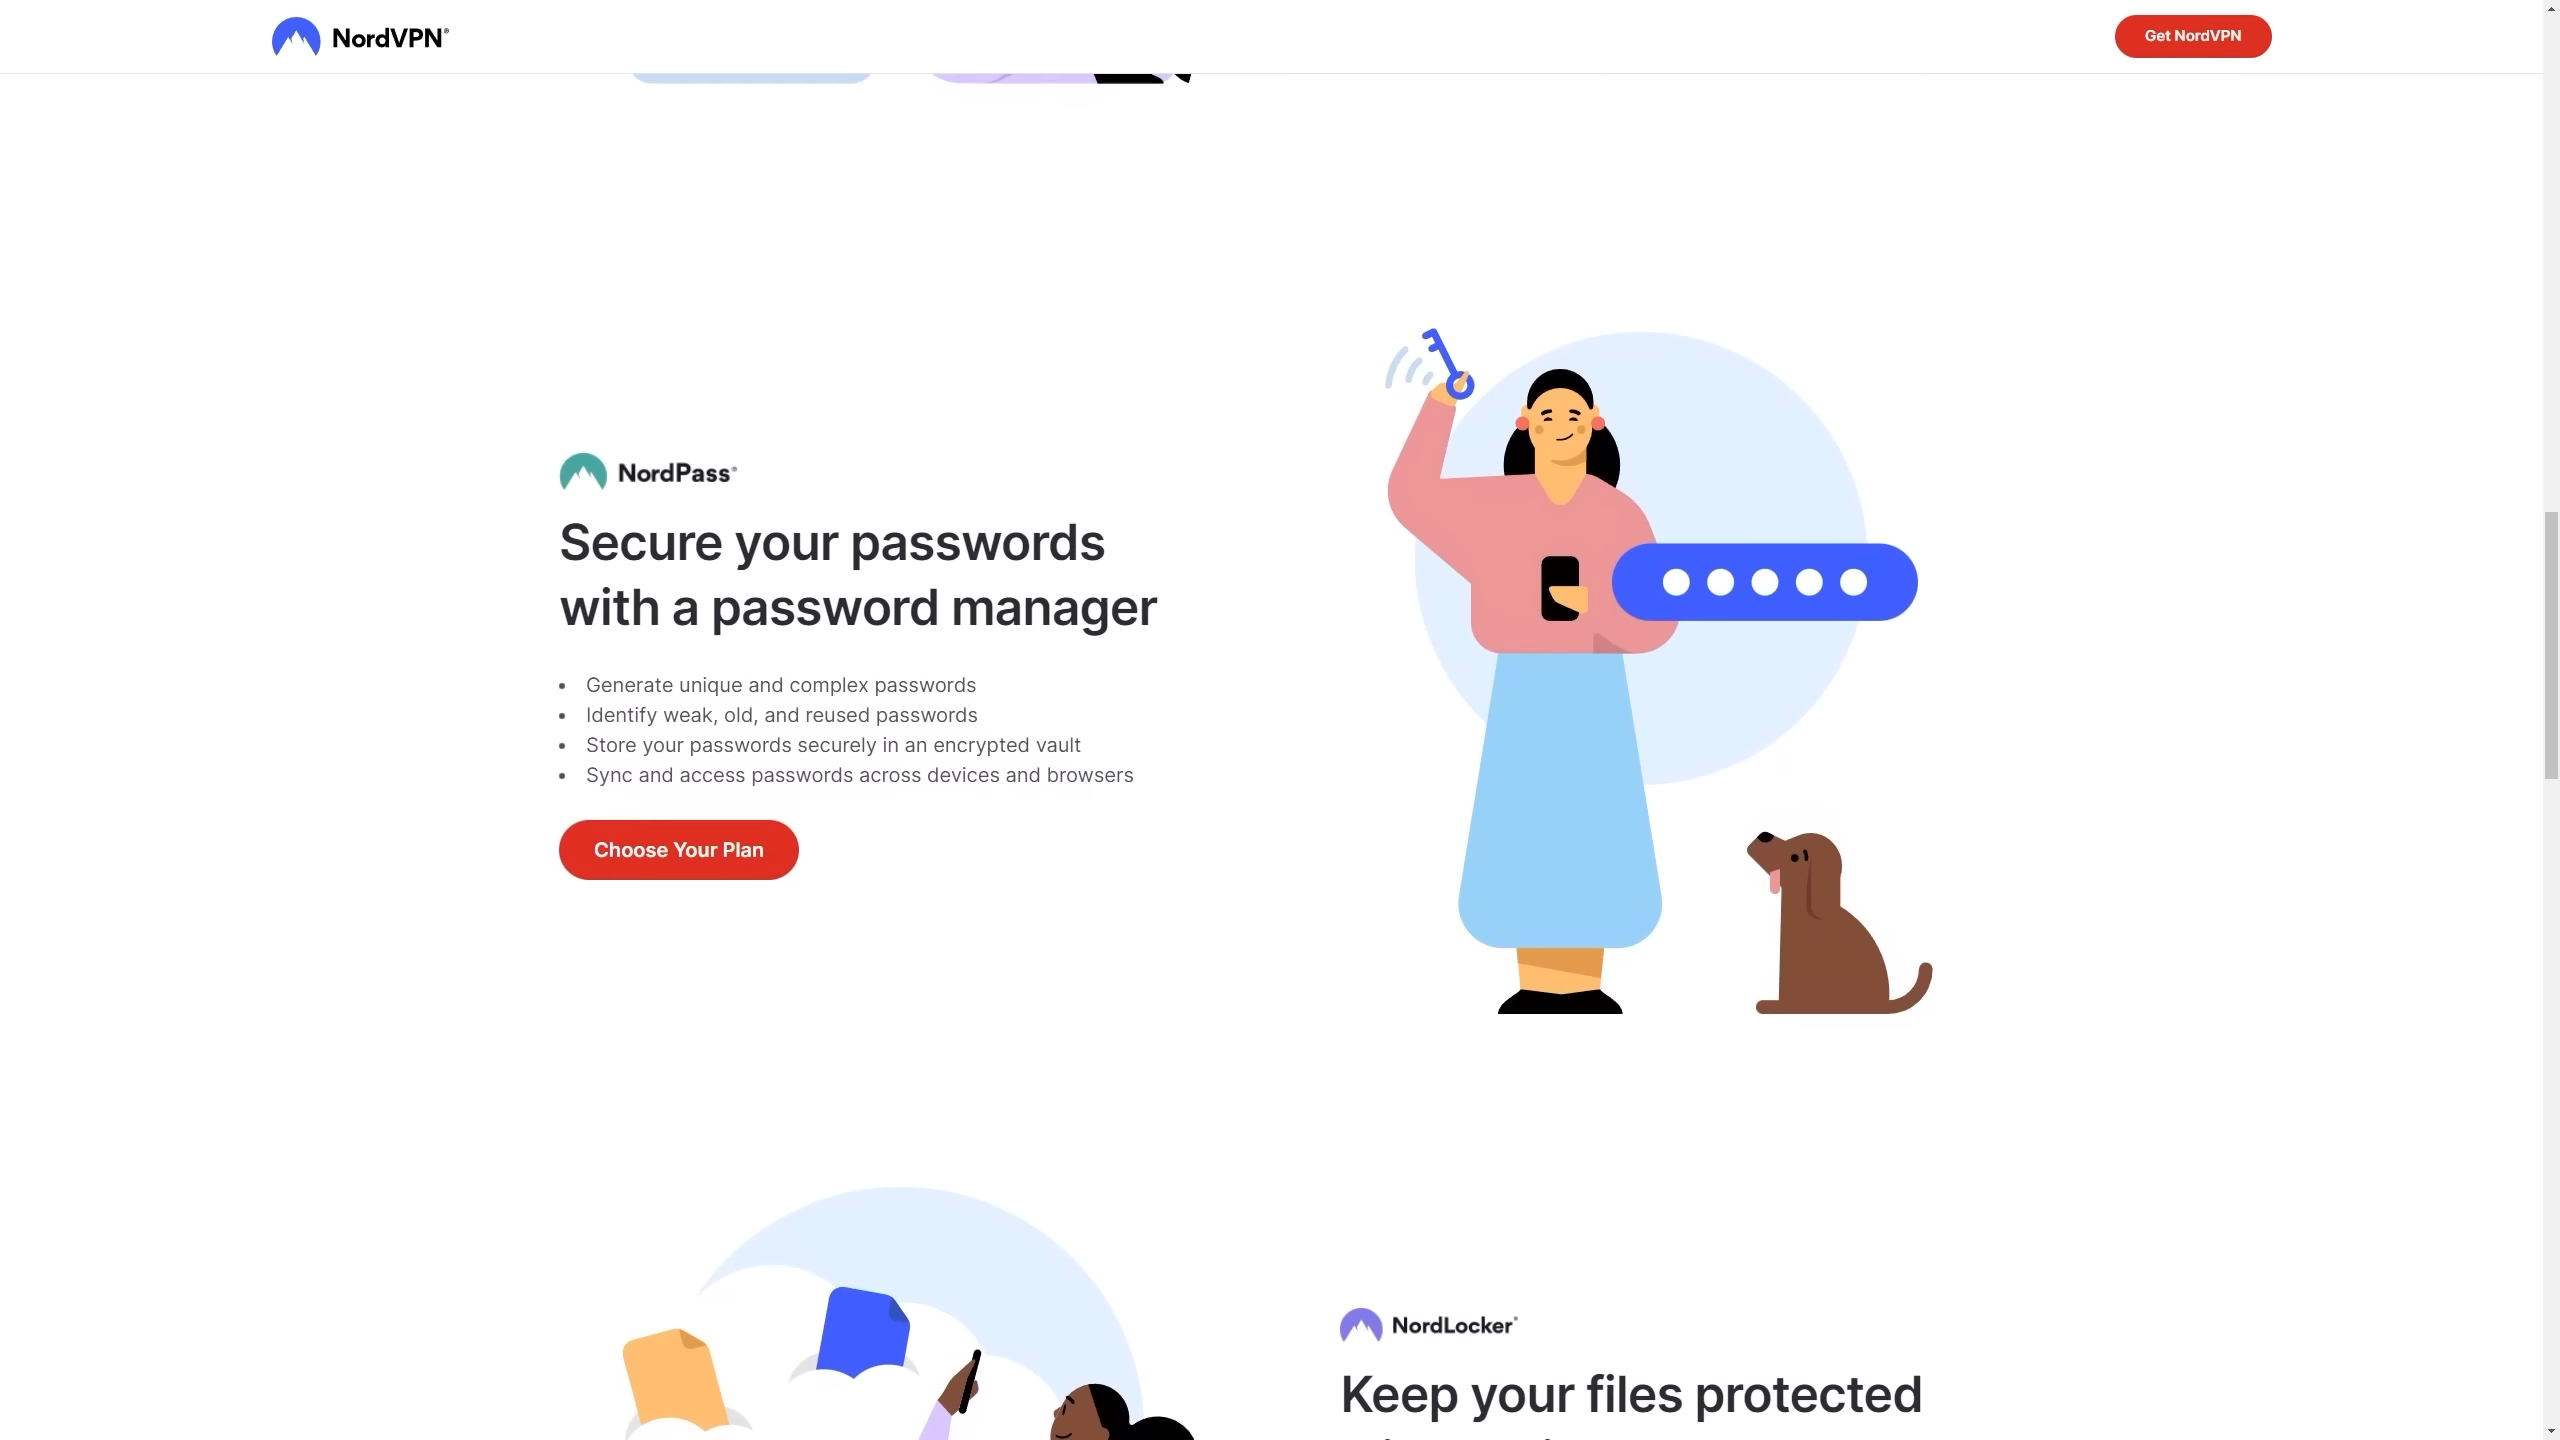 NordVPN®
Get NordVPN
NordPass®
Secure your passwords
with a password manager
• Generate unique and complex passwords
• Identify weak, old, and reused passwords
• Store your passwords securely in an encrypted vault
• Sync and access passwords across devices and browsers
Choose Your Plan
NordLocker®
Keep your files protected